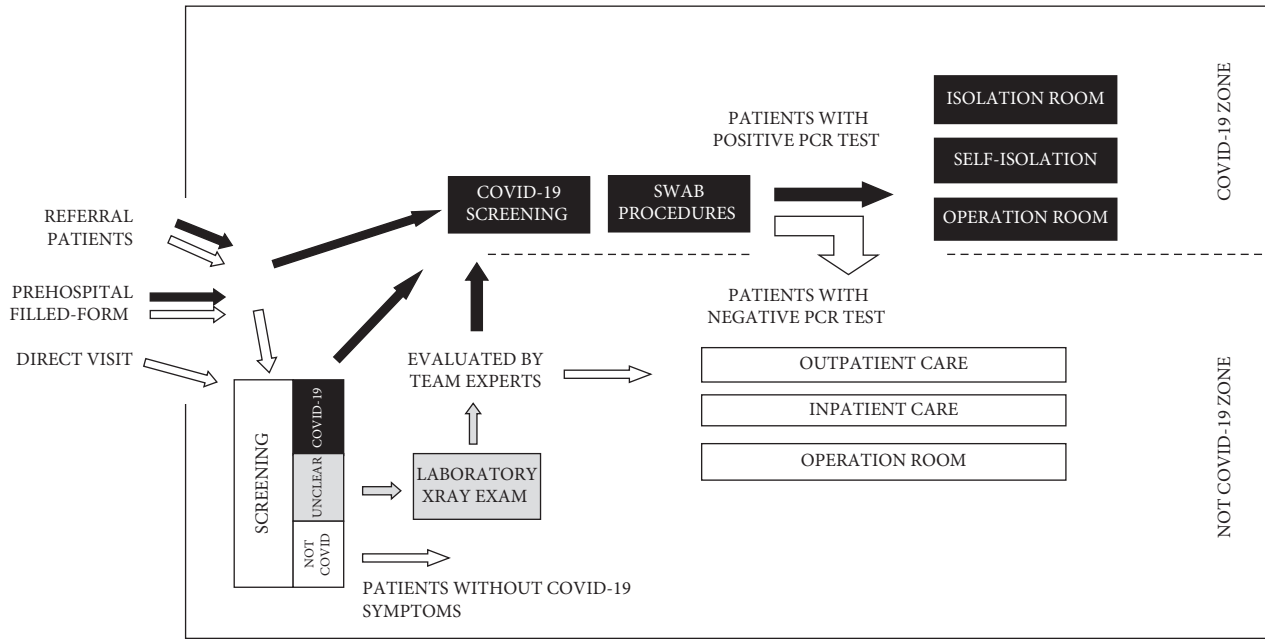 COVID-19 ZONE
ISOLATION ROOM
PATIENTS WITH
POSITIVE PCR TEST
SELF-ISOLATION
COVID-19
SCREENING
SWAB
PROCEDURES
OPERATION ROOM
REFERRAL
PATIENTS
PREHOSPITAL
FILLED-FORM
DIRECT VISIT
PATIENTS WITH
NEGATIVE PCR TEST
EVALUATED BY
TEAM EXPERTS
OUTPATIENT CARE
INPATIENT CARE
OPERATION ROOM
NOT COVID-19 ZONE
SCREENING
COVID-19
UNCLEAR
NOT
COVID
LABORATORY
XRAY EXAM
PATIENTS WITHOUT COVID-19
SYMPTOMS